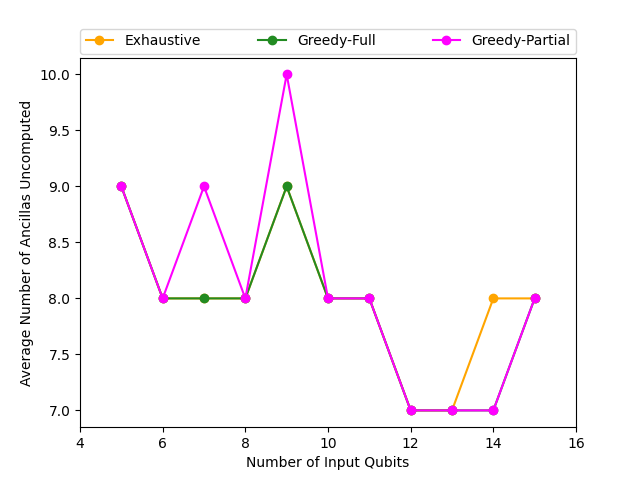 Exhaustive Greedy-Full Greedy-Partial
10.0
9.5
9.0
8.5
8.0
7.5
7.0
Average Number of Ancillas Uncomputed
4 6 8 10 12 14 16
Number of Input Qubits